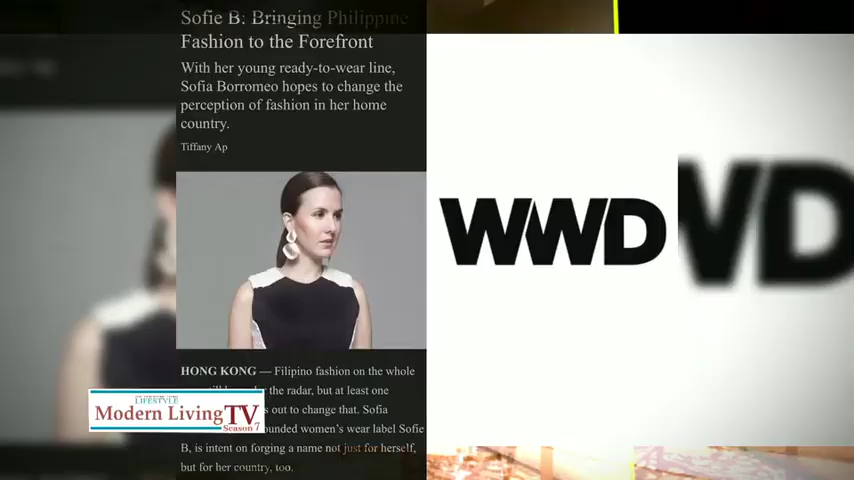 Sofie B. Bringing Philippine
Fashion to the Forefront
With her young ready-to-wear line,
Sofia Borromeo hopes to change the
perception of fashion in her home
country.
Tiffany Ap
HONG KONG — Filipino fashion on the whole
the radar, but at least one
out to change that. Sofia
ounded women's wear label Sofie
B, is intent on forging a name not just for herself,
but for her country, too.
WWD
WD
LIFESTYLE
Modern Living TV
Season 7